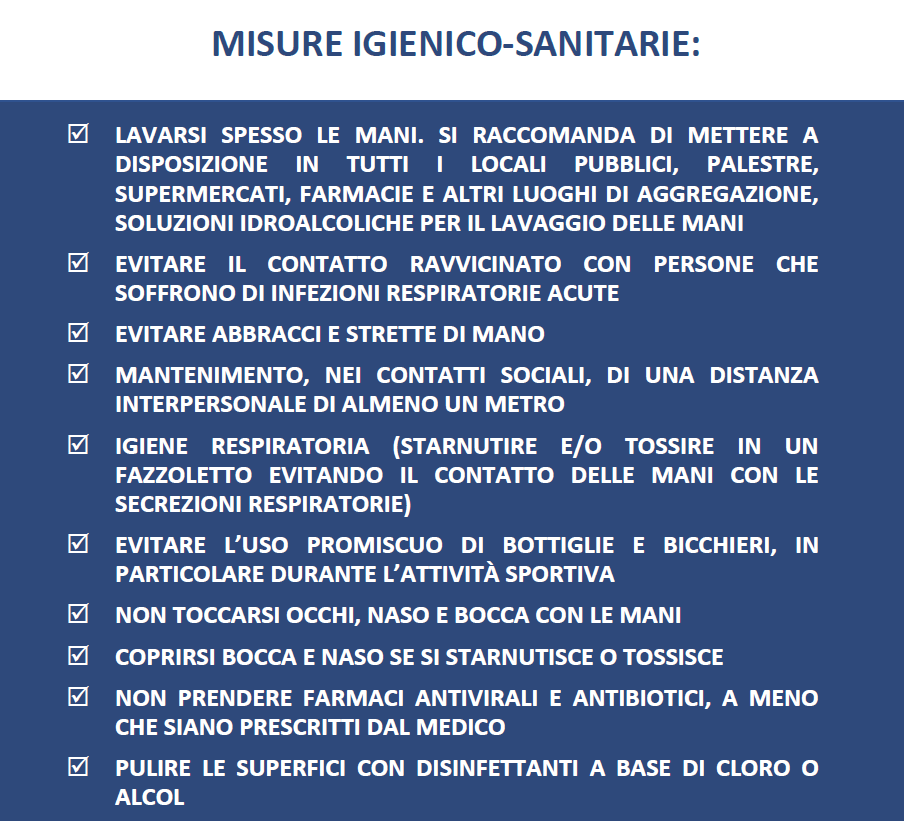 MISURE IGIENICO-SANITARIE:
LAVARSI SPESSO LE MANI. SI RACCOMANDA DI METTERE A
DISPOSIZIONE IN TUTTI I LOCALI PUBBLICI, PALESTRE,
SUPERMERCATI, FARMACIE E ALTRI LUOGHI DI AGGREGAZIONE,
SOLUZIONI IDROALCOLICHE PER IL LAVAGGIO DELLE MANI
EVITARE IL CONTATTO RAVVICINATO CON PERSONE CHE
SOFFRONO DI INFEZIONI RESPIRATORIE ACUTE
EVITARE ABBRACCI E STRETTE DI MANO
MANTENIMENTO, NEI CONTATTI SOCIALI, DI UNA DISTANZA
INTERPERSONALE DI ALMENO UN METRO
IGIENE RESPIRATORIA (STARNUTIRE E/O TOSSIRE IN UN
FAZZOLETTO EVITANDO IL CONTATTO DELLE MANI CON LE
SECREZIONI RESPIRATORIE)
EVITARE L’USO PROMISCUO DI BOTTIGLIE E BICCHIERI, IN
PARTICOLARE DURANTE L’ATTIVITÀ SPORTIVA
NON TOCCARSI OCCHI, NASO E BOCCA CON LE MANI
COPRIRSI BOCCA E NASO SE SI STARNUTISCE O TOSSISCE
NON PRENDERE FARMACI ANTIVIRALI E ANTIBIOTICI, A MENO
CHE SIANO PRESCRITTI DAL MEDICO
PULIRE LE SUPERFICI CON DISINFETTANTI A BASE DI CLORO O
ALCOL